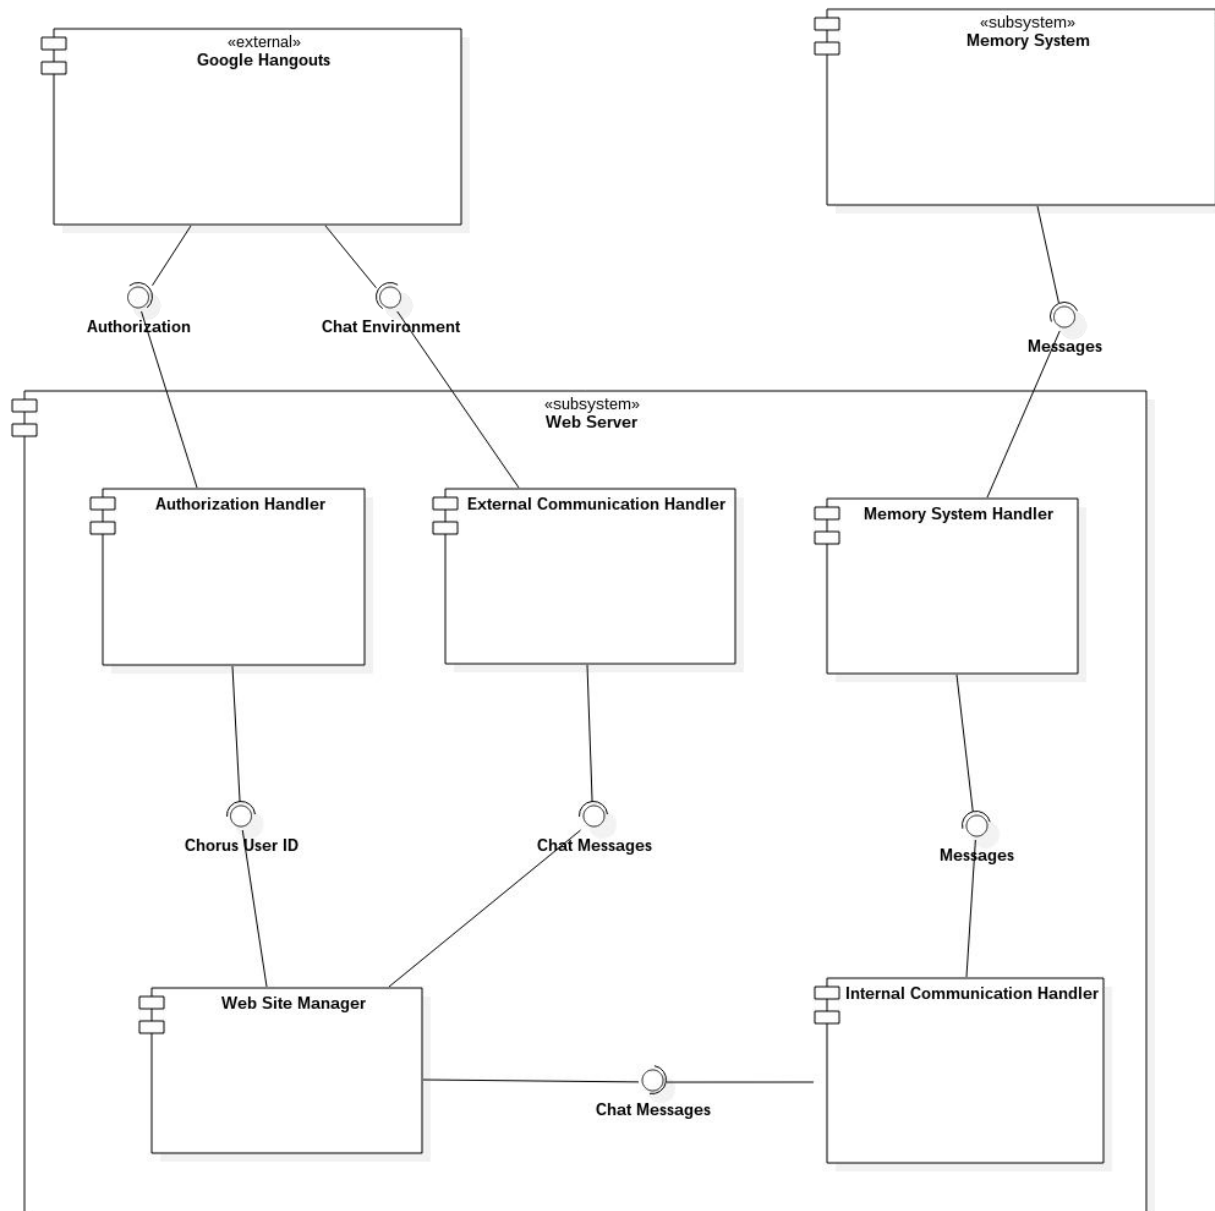 «external»
Google Hangouts
«subsystem»
Memory System
Authorization
Chat Environment
Messages
«subsystem»
Web Server
Authorization Handler
External Communication Handler
Memory System Handler
Chorus User ID
Chat Messages
Messages
Web Site Manager
Internal Communication Handler
Chat Messages